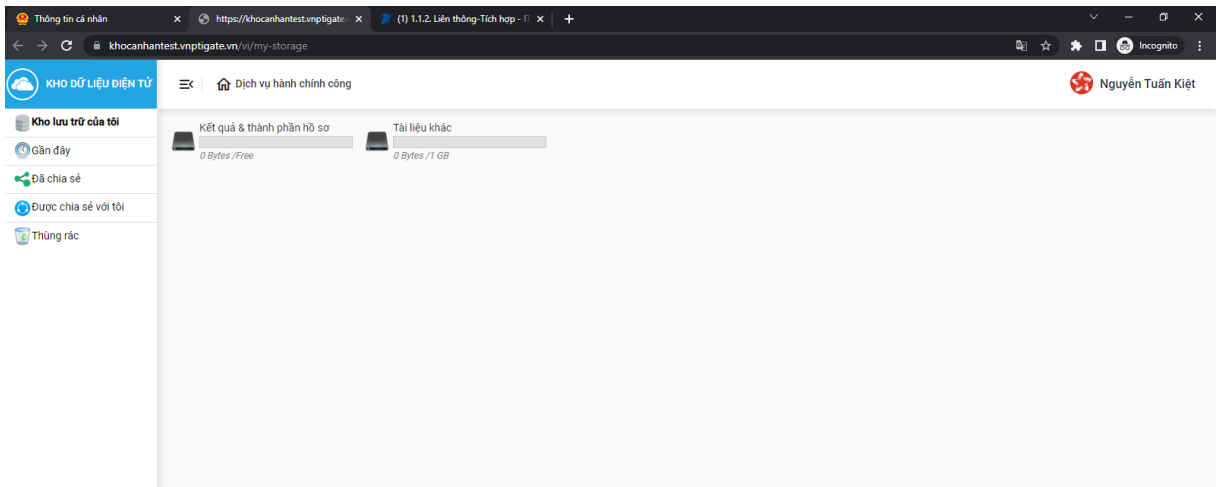 Thông tin cá nhân
https://khocanhantest.vnptigate
(1) 1.1.2. Liên thông-Tích hợp -
khocanhantest.vnptigate.vn/vi/my-storage
Incognito
KHO DỮ LIỆU ĐIỆN TỬ
Dịch vụ hành chính công
Nguyễn Tuấn Kiệt
Kho lưu trữ của tôi
Gần đây
Đã chia sẻ
Được chia sẻ với tôi
Thùng rác
Kết quả & thành phần hồ sơ
0 Bytes /Free
Tài liệu khác
0 Bytes /1 GB